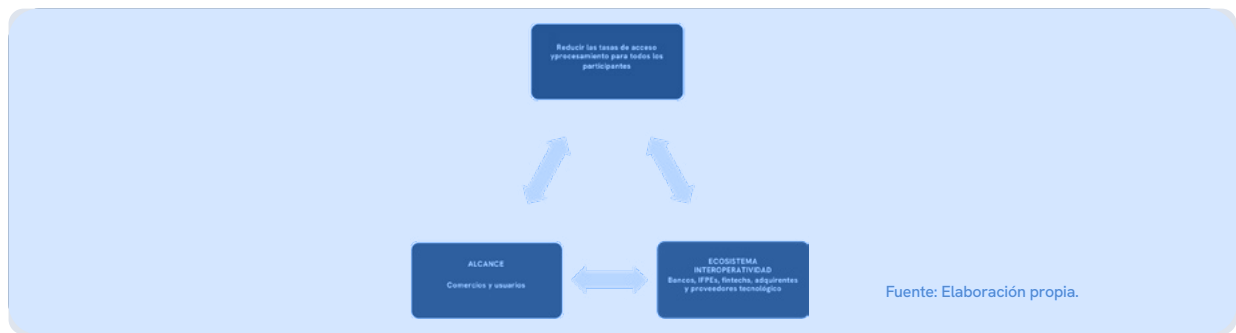 Reducir las tasas de acceso
yprocesamiento para todos los
participantes
ALCANCE
Comercios y usuarios
ECOSISTEMA
INTEROPERATIVIDAD
Bancos, IFPEs, fintechs, adquirentes
y proveedores tecnológico
Fuente: Elaboración propia.